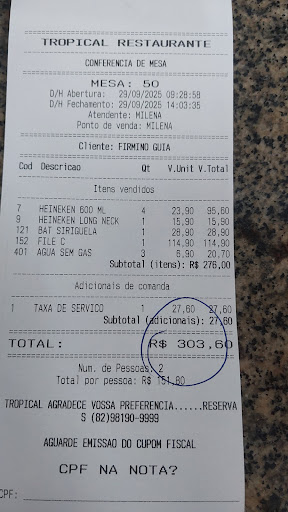 TROPICAL RESTAURANTE
CONFERENCIA DE MESA
MESA: 50
D/H Abertura: 29/09/2025 09:28:58
D/H Fechamento: 29/09/2025 14:03:35
Atendente: MILENA
Ponto de venda: MILENA
Cliente: FIRMINO GUIA
Cod Descricao Qt V.Unit V.Total
Itens vendidos
7 HEINEKEN 600 ML 4 23,90 95,60
9 HEINEKEN LONG NECK 1 15,90 15,90
121 BAT SIRIGUELA 1 28,90 28,90
152 FILE C 1 114,90 114,90
401 AGUA SEM GAS 3 6,90 20,70
Subtotal (itens): R$ 276,00
Adicionais de comanda
1 TAXA DE SERVICO 1 27,60 27,60
Subtotal (adicionais): 27,60
TOTAL: R$ 303,60
Num. de Pessoas: 2
Total por pessoa: R$ 151,80
TROPICAL AGRADECE VOSSA PREFERENCIA......RESERVA
S (82)98190-9999
AGUARDE EMISSAO DO CUPOM FISCAL
CPF NA NOTA?
CPF: